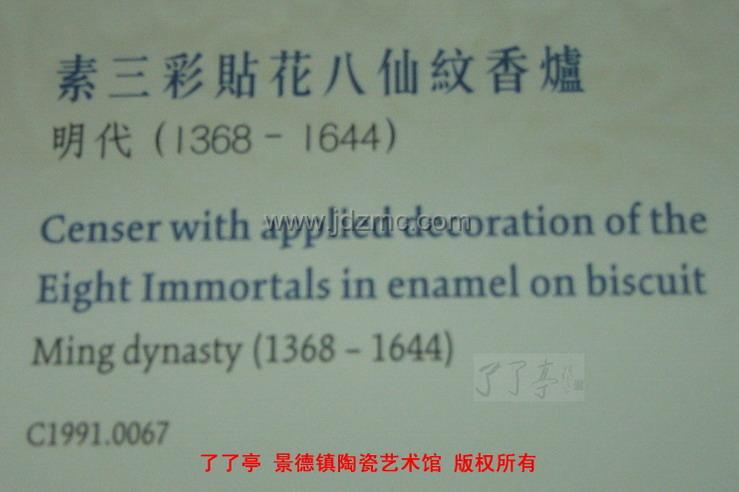 素三彩貼花八仙紋香爐
明代 (1368 - 1644)
www.jdzmc.com
Censer with applied decoration of the
Eight Immortals in enamel on biscuit
Ming dynasty (1368 – 1644)
了了亭
C1991.0067
了了亭 景德镇陶瓷艺术馆 版权所有